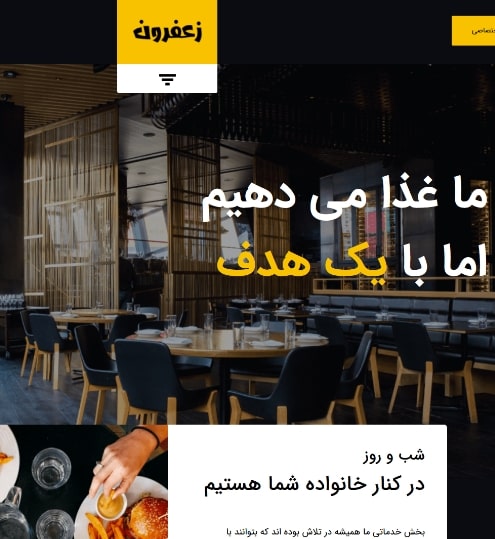 زعفرون
ما غذا می دهیم
اما با یک هدف
شب و روز
در کنار خانواده شما هستیم
بخش خدماتی ما همیشه در تلاش بوده اند که بتوانند با